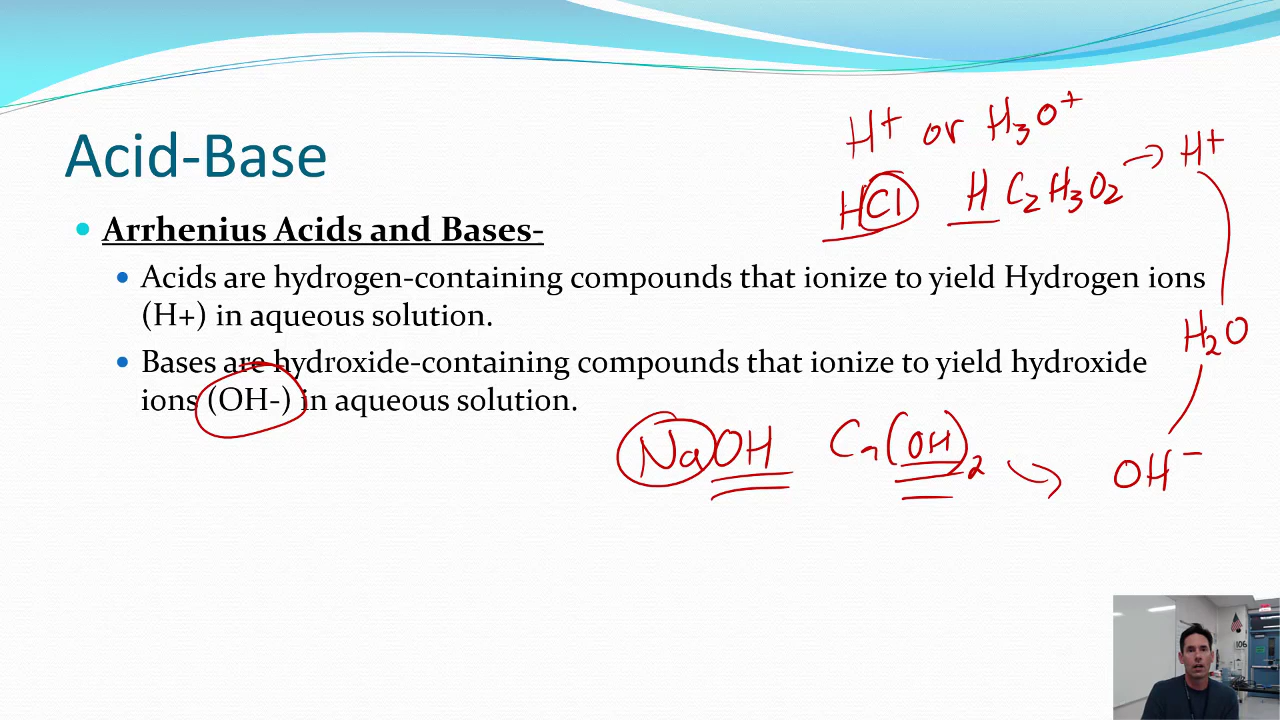 Acid-Base
H+ or H₃O+
HCl HC₂H₃O₂ → H+
Arrhenius Acids and Bases-
Acids are hydrogen-containing compounds that ionize to yield Hydrogen ions
(H+) in aqueous solution.
H₂O
Bases are hydroxide-containing compounds that ionize to yield hydroxide
ions (OH-) in aqueous solution.
NaOH Ca(OH)₂ → OH⁻
106